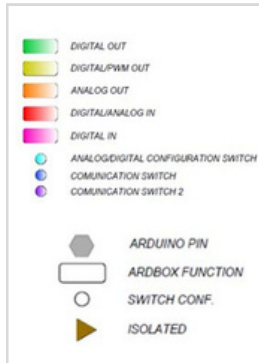 DIGITAL OUT
DIGITAL/PWM OUT
ANALOG OUT
DIGITAL/ANALOG IN
DIGITAL IN
ANALOG/DIGITAL CONFIGURATION SWITCH
COMUNICATION SWITCH
COMUNICATION SWITCH 2
ARDUINO PIN
ARDBOX FUNCTION
SWITCH CONF.
ISOLATED